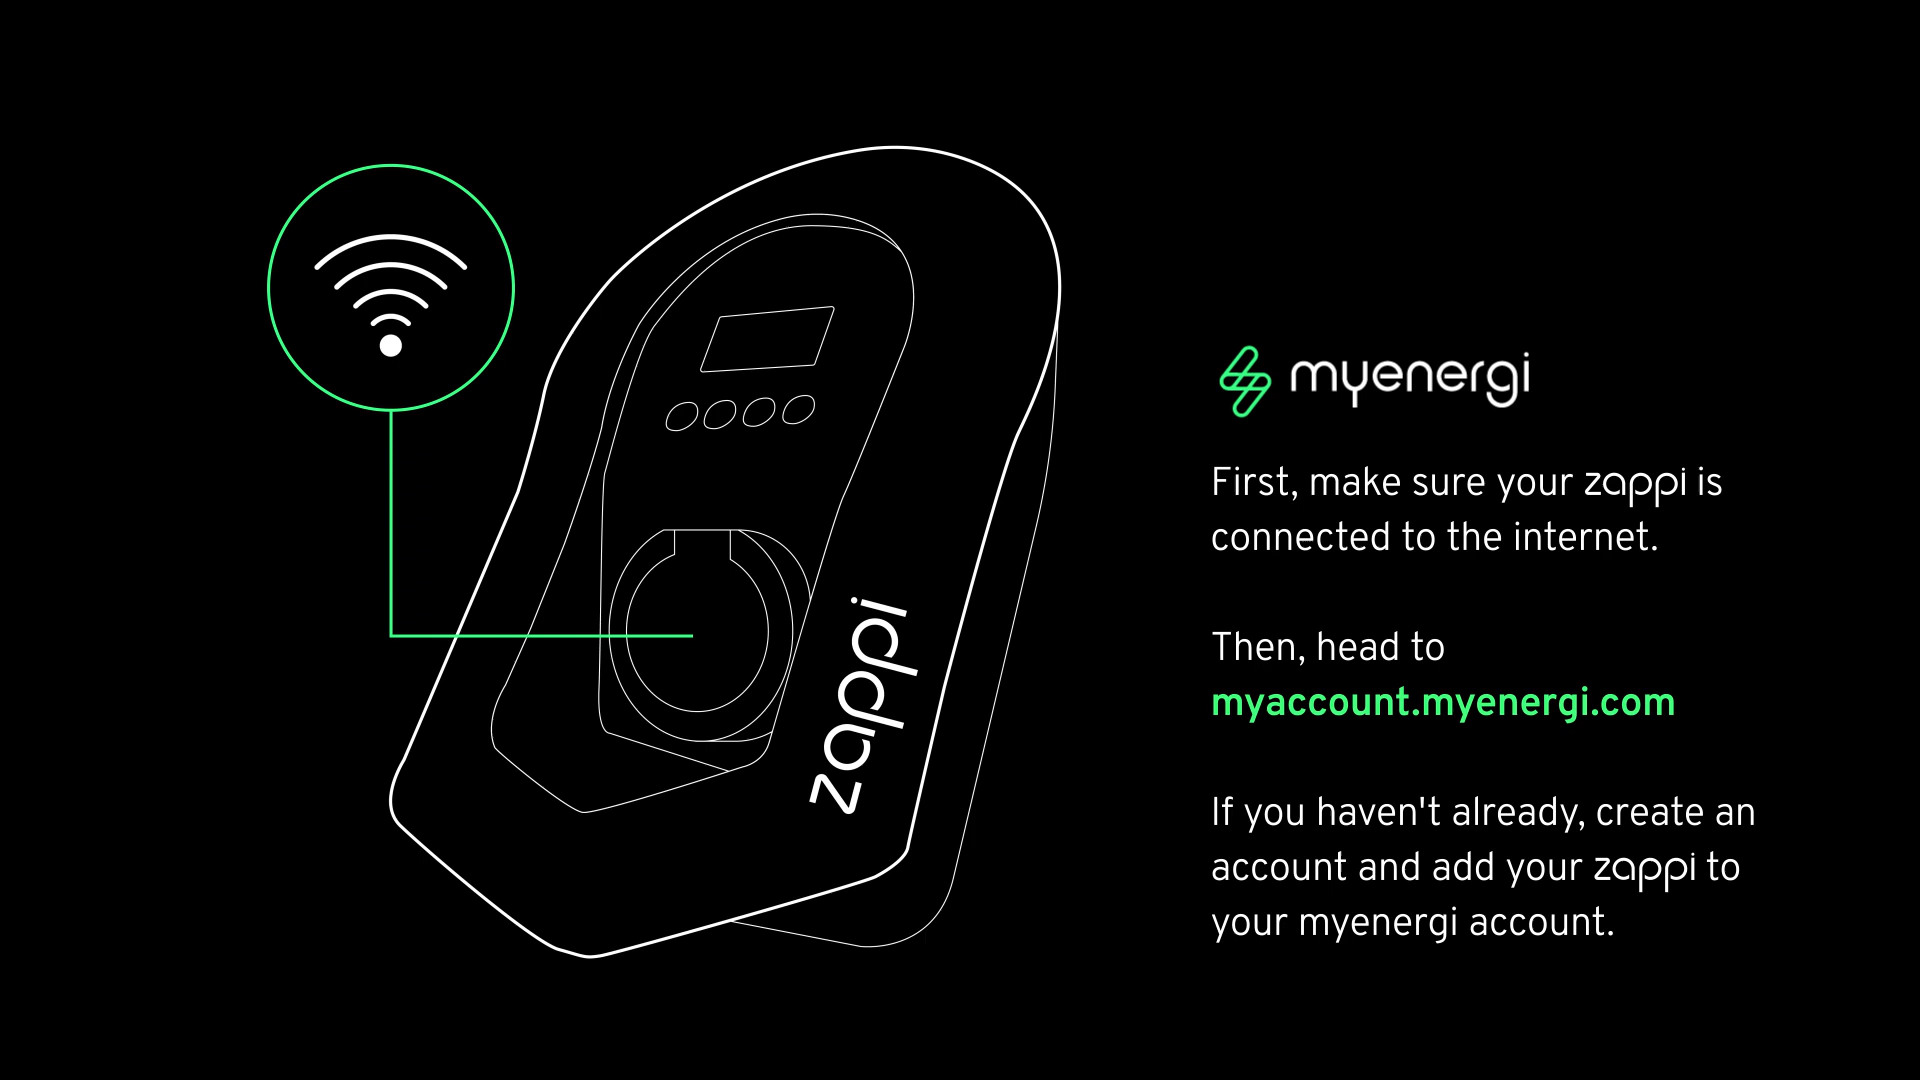 zappi
myenergi
First, make sure your zappi is
connected to the internet.
Then, head to
myaccount.myenergi.com
If you haven't already, create an
account and add your zappi to
your myenergi account.